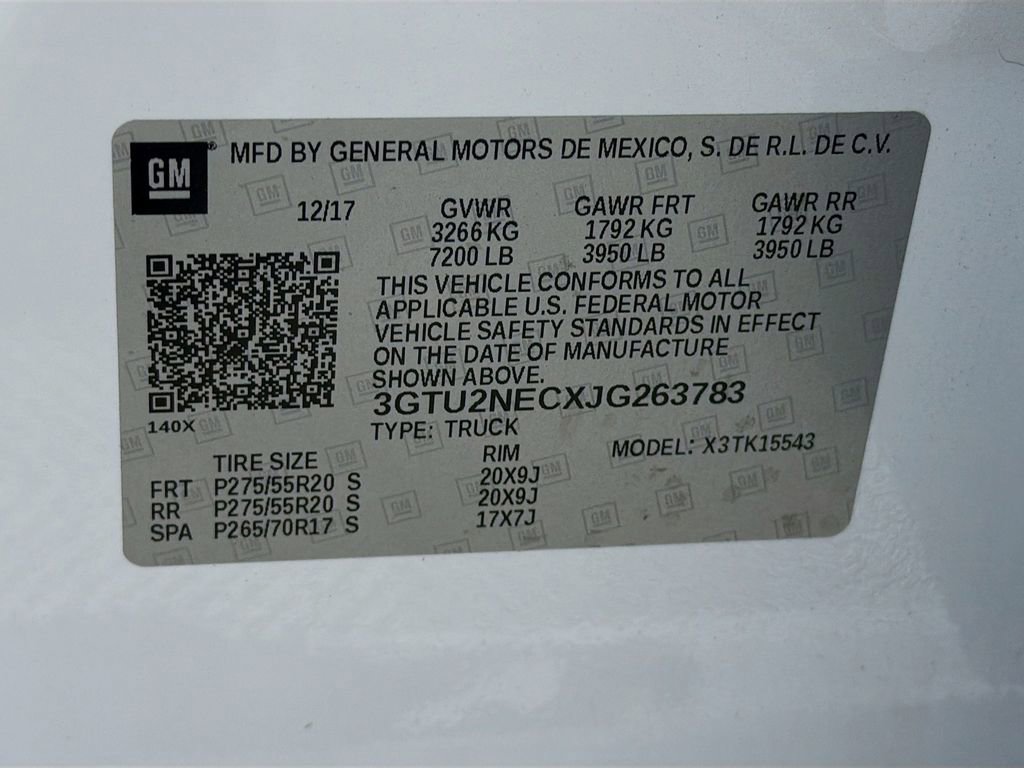 GM
MFD BY GENERAL MOTORS DE MEXICO, S. DE R.L. DE C.V.
12/17 GVWR GAWR FRT GAWR RR
3266 KG 1792 KG 1792 KG
7200 LB 3950 LB 3950 LB
THIS VEHICLE CONFORMS TO ALL
APPLICABLE U.S. FEDERAL MOTOR
VEHICLE SAFETY STANDARDS IN EFFECT
ON THE DATE OF MANUFACTURE
SHOWN ABOVE.
3GTU2NECXJG263783
140X
TYPE: TRUCK
MODEL: X3TK15543
TIRE SIZE RIM
FRT P275/55R20 S 20X9J
RR P275/55R20 S 20X9J
SPA P265/70R17 S 17X7J